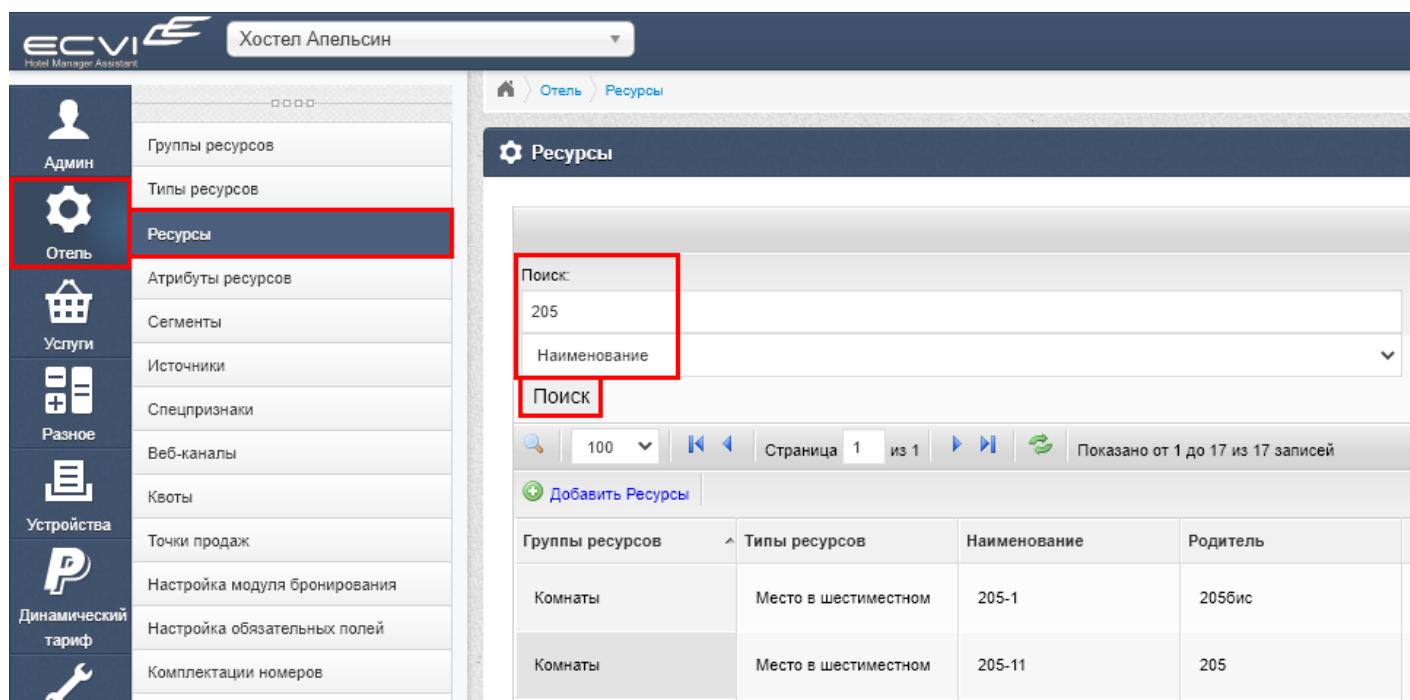 ECVI
Hotel Manager Assistant
Хостел Апельсин
Админ
Отель
Услуги
Разное
Устройства
Динамический
тариф
Группы ресурсов
Типы ресурсов
Ресурсы
Атрибуты ресурсов
Сегменты
Источники
Спецпризнаки
Веб-каналы
Квоты
Точки продаж
Настройка модуля бронирования
Настройка обязательных полей
Комплектации номеров
Отель Ресурсы
Ресурсы
Поиск:
205
Наименование
Поиск
100 Страница 1 из 1 Показано от 1 до 17 из 17 записей
Добавить Ресурсы
Группы ресурсов Типы ресурсов Наименование Родитель
Комнаты Место в шестиместном 205-1 205бис
Комнаты Место в шестиместном 205-11 205